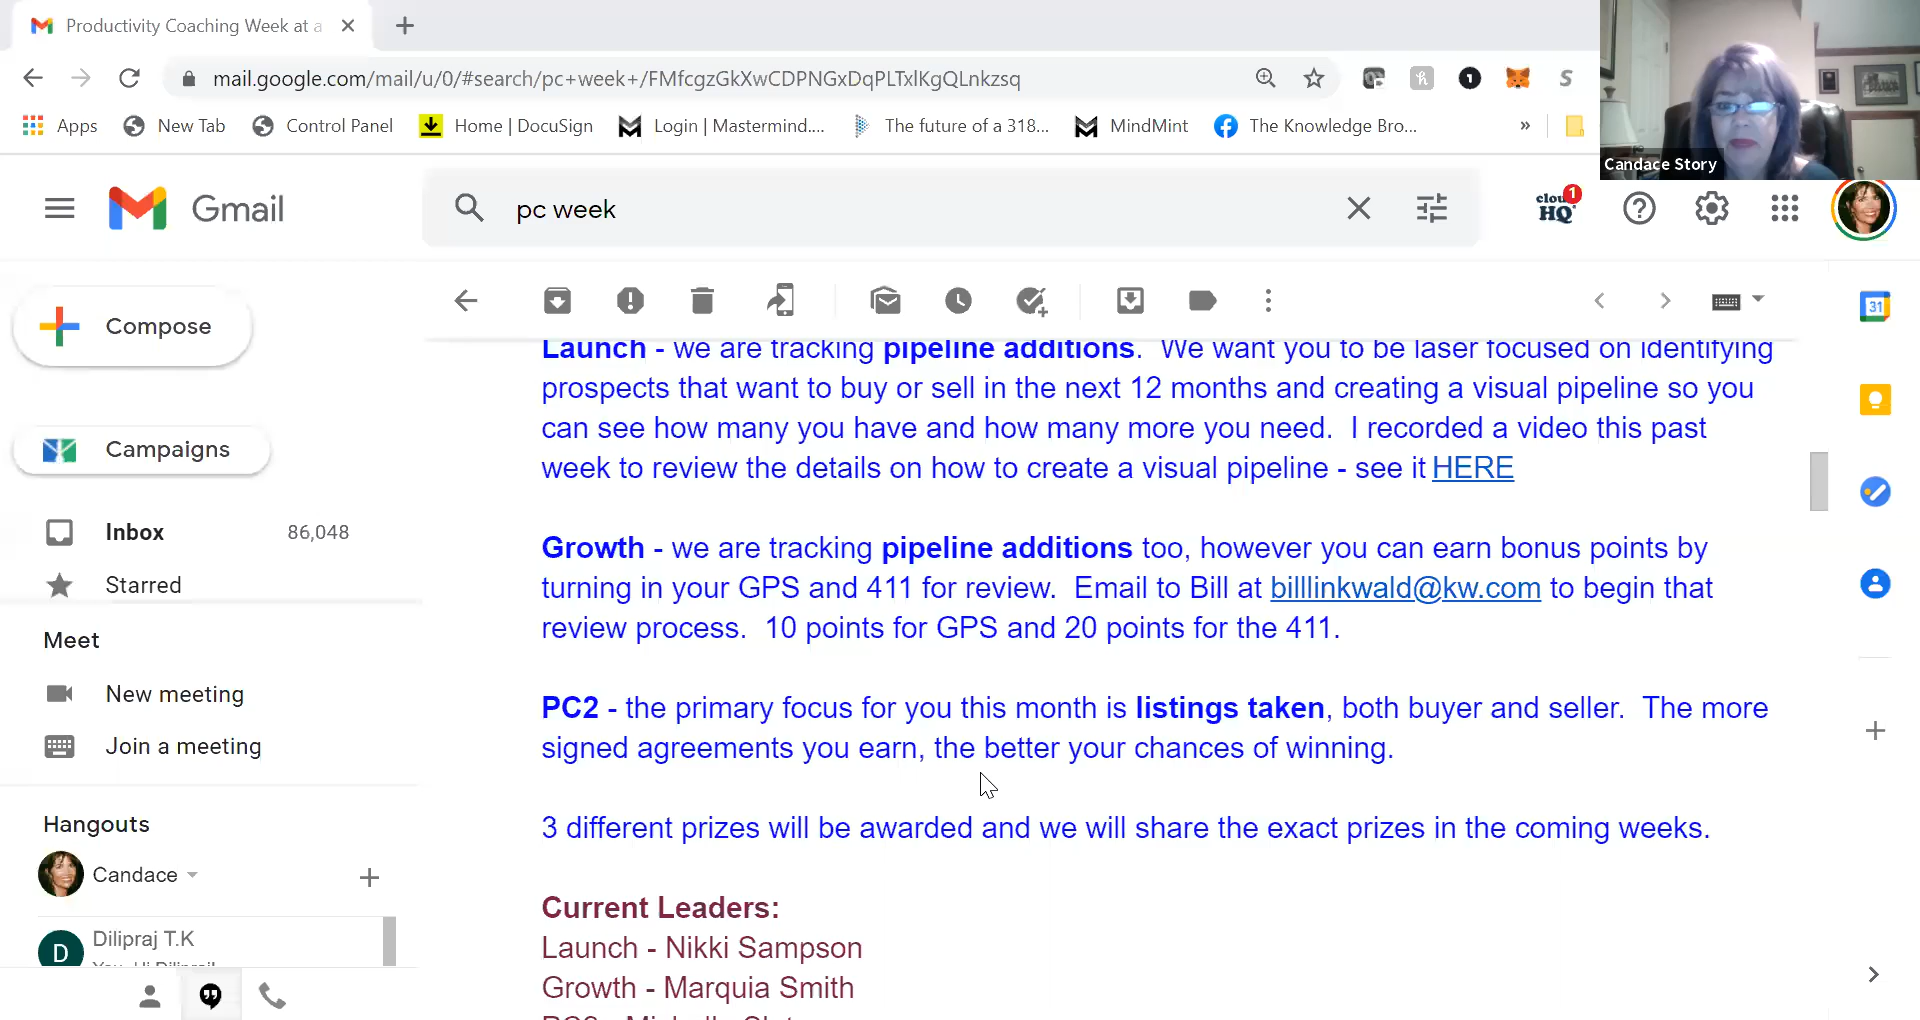 Productivity Coaching Week at a
mail.google.com/mail/u/0/#search/pc+week+/FMfcgzGkXwCDPNGxDqPLTxlKgQLnkzsq
Apps New Tab Control Panel Home | DocuSign Login | Mastermind.... The future of a 318... MindMint The Knowledge Bro... »
Candace Story
Gmail
pc week
cloud HQ 1
Compose
Campaigns
Inbox 86,048
Starred
Meet
New meeting
Join a meeting
Hangouts
Candace
D Dilipraj T.K
31
Launch - we are tracking pipeline additions. We want you to be laser focused on identifying
prospects that want to buy or sell in the next 12 months and creating a visual pipeline so you
can see how many you have and how many more you need. I recorded a video this past
week to review the details on how to create a visual pipeline - see it HERE
Growth - we are tracking pipeline additions too, however you can earn bonus points by
turning in your GPS and 411 for review. Email to Bill at billlinkwald@kw.com to begin that
review process. 10 points for GPS and 20 points for the 411.
PC2 - the primary focus for you this month is listings taken, both buyer and seller. The more
signed agreements you earn, the better your chances of winning.
3 different prizes will be awarded and we will share the exact prizes in the coming weeks.
Current Leaders:
Launch - Nikki Sampson
Growth - Marquia Smith